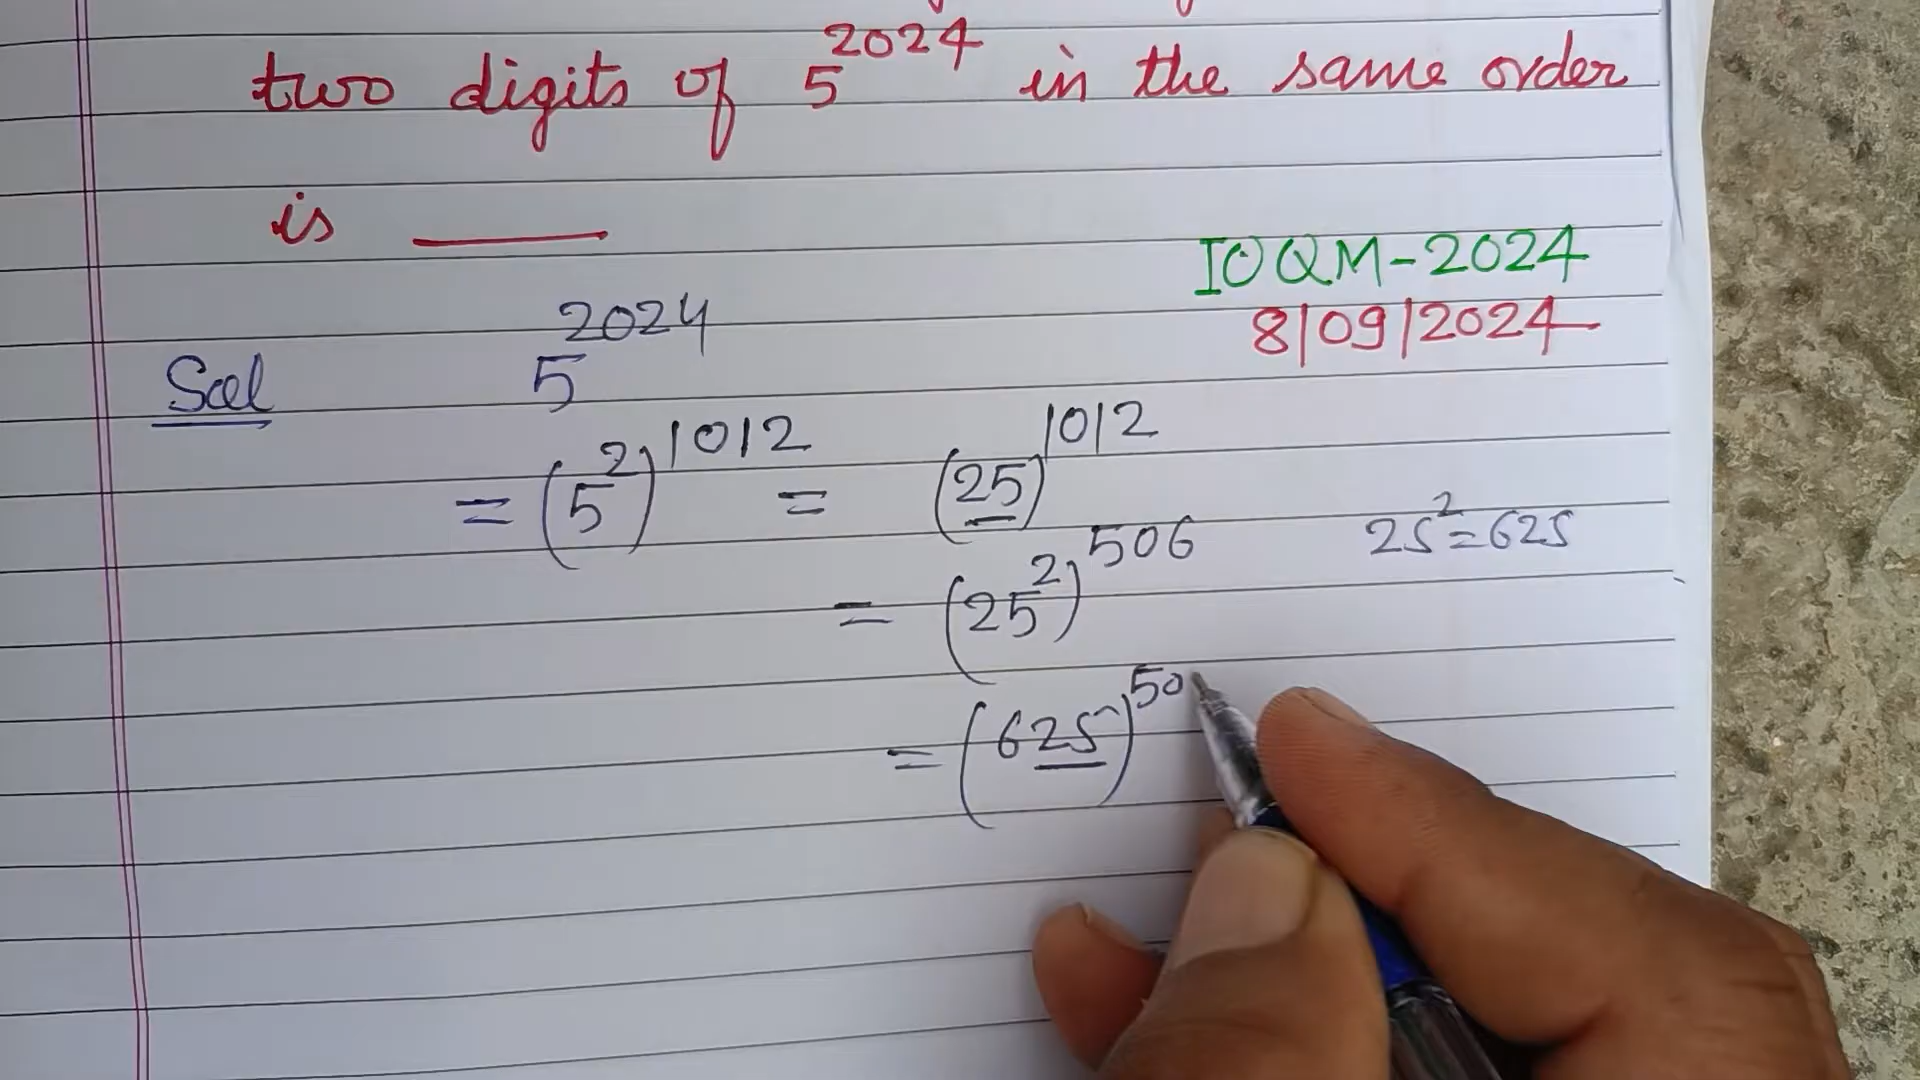 two digits of 5^2024 in the same order
is ____
IOQM-2024
8/09/2024
Sol 5^2024
= (5^2)^1012 = (25)^1012
= (25^2)^506 25^2=625
= (625)^50